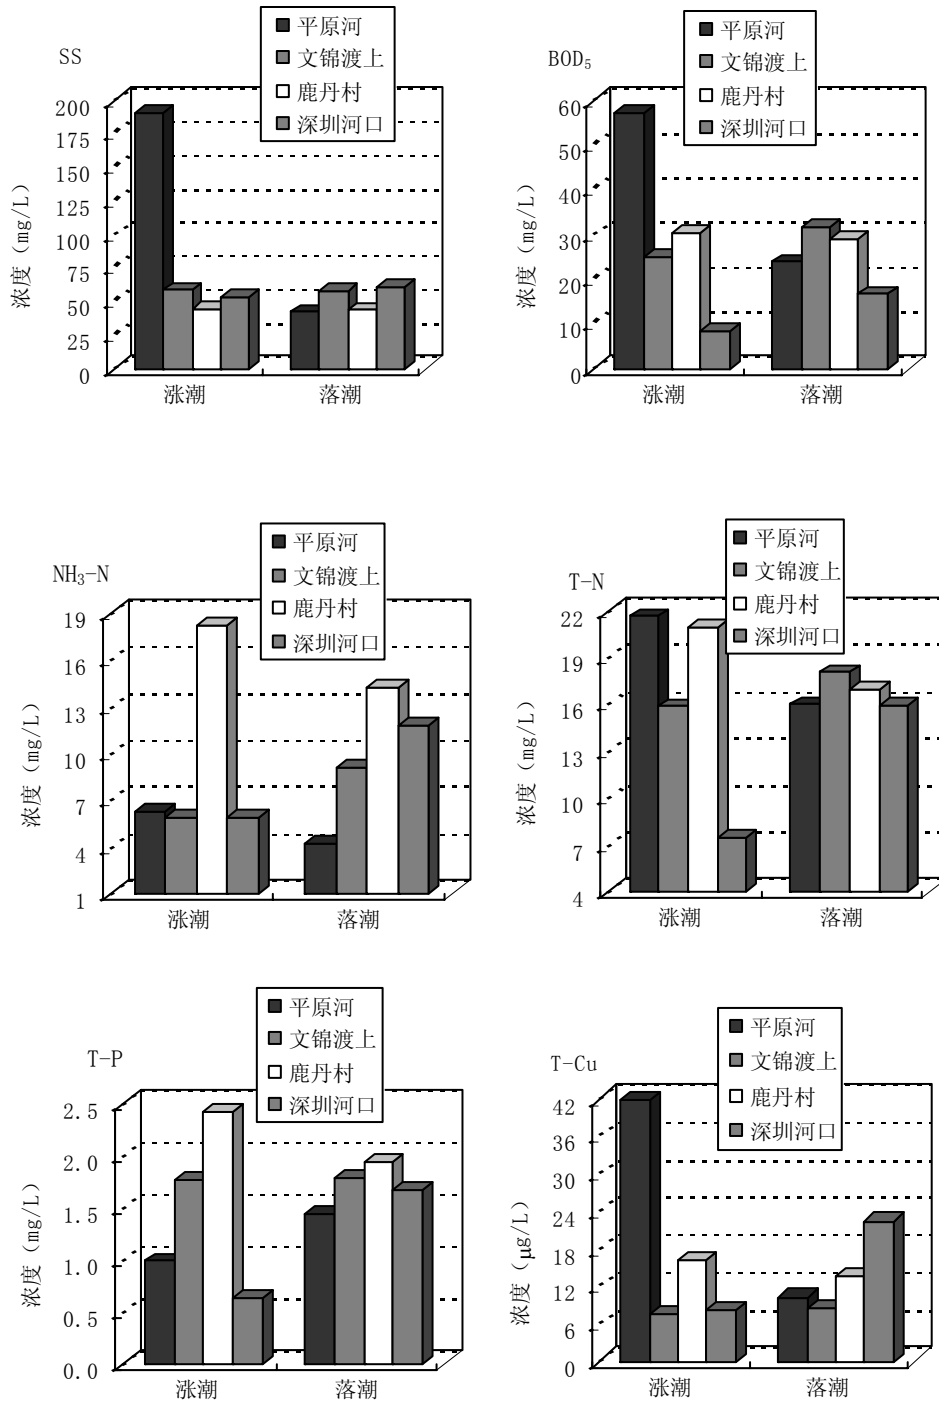 SS
平原河
文锦渡上
鹿丹村
深圳河口
浓度 (mg/L)
200
175
150
125
100
75
50
25
0
涨潮
落潮
BOD₅
平原河
文锦渡上
鹿丹村
深圳河口
浓度 (mg/L)
60
50
40
30
20
10
0
涨潮
落潮
NH₃-N
平原河
文锦渡上
鹿丹村
深圳河口
浓度 (mg/L)
19
16
13
10
7
4
1
涨潮
落潮
T-N
平原河
文锦渡上
鹿丹村
深圳河口
浓度 (mg/L)
22
19
16
13
10
7
4
涨潮
落潮
T-P
平原河
文锦渡上
鹿丹村
深圳河口
浓度 (mg/L)
2.5
2.0
1.5
1.0
0.5
0.0
涨潮
落潮
T-Cu
平原河
文锦渡上
鹿丹村
深圳河口
浓度 (μg/L)
42
36
30
24
18
12
6
0
涨潮
落潮